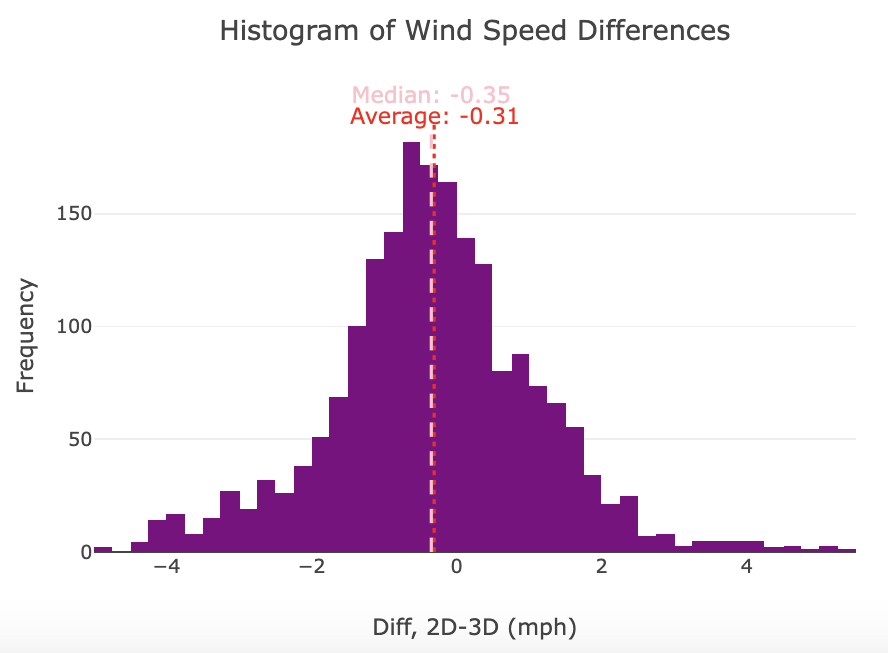 Histogram of Wind Speed Differences
Median: -0.35
Average: -0.31
150
100
50
0
Frequency
−4
−2
0
2
4
Diff, 2D-3D (mph)